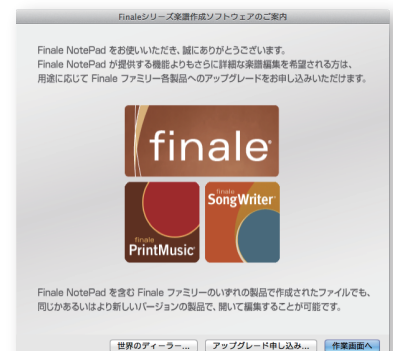 Finaleシリーズ楽譜作成ソフトウェアのご案内
Finale NotePad をお使いいただき、誠にありがとうございます。
Finale NotePad が提供する機能よりもさらに詳細な楽譜編集を希望される方は、
用途に応じて Finale ファミリー各製品へのアップグレードをお申し込みいただけます。
finale
finale
PrintMusic
finale
SongWriter
Finale NotePad を含む Finale ファミリーのいずれの製品で作成されたファイルでも、
同じかあるいはより新しいバージョンの製品で、開いて編集することが可能です。
世界のディーラー... アップグレード申し込み... 作業画面へ